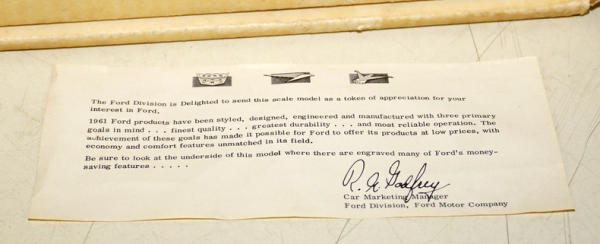 The Ford Division is Delighted to send this scale model as a token of appreciation for your
interest in Ford.
1961 Ford products have been styled, designed, engineered and manufactured with three primary
goals in mind . . . finest quality . . . greatest durability . . . and most reliable operation. The
achievement of these goals has made it possible for Ford to offer its products at low prices, with
economy and comfort features unmatched in its field.
Be sure to look at the underside of this model where there are engraved many of Ford's money-
saving features . . . . .
R. A. Godfrey
Car Marketing Manager
Ford Division, Ford Motor Company